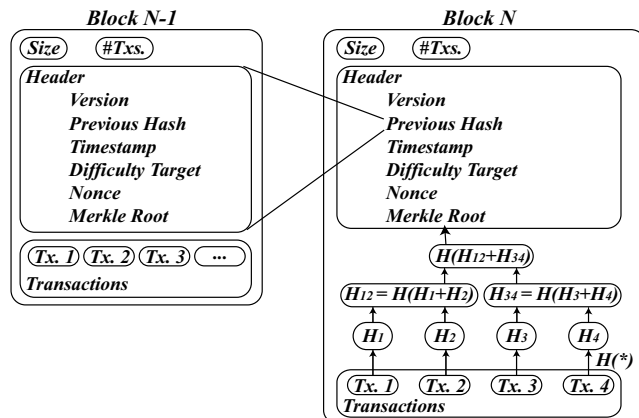 Block N-1
Size #Txs.
Header
Version
Previous Hash
Timestamp
Difficulty Target
Nonce
Merkle Root
Tx. 1 Tx. 2 Tx. 3 ...
Transactions
Block N
Size #Txs.
Header
Version
Previous Hash
Timestamp
Difficulty Target
Nonce
Merkle Root
H(H12+H34)
H12 = H(H1+H2) H34 = H(H3+H4)
H1 H2 H3 H4
H(*)
Tx. 1 Tx. 2 Tx. 3 Tx. 4
Transactions